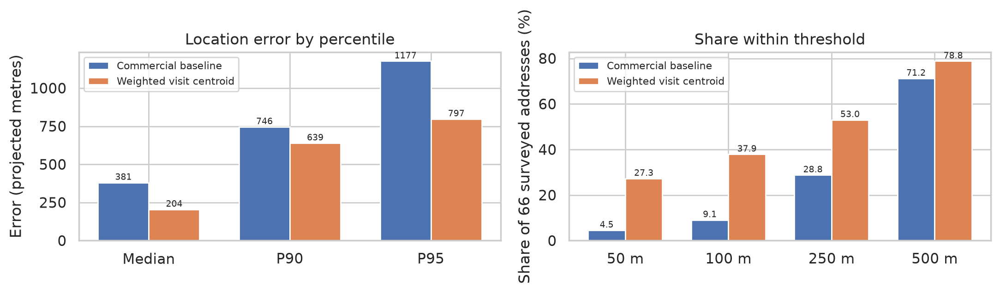 Location error by percentile
Error (projected metres)
Commercial baseline
Weighted visit centroid
1000
750
500
250
0
381
204
746
639
1177
797
Median
P90
P95
Share within threshold
Share of 66 surveyed addresses (%)
Commercial baseline
Weighted visit centroid
80
60
40
20
0
4.5
27.3
9.1
37.9
28.8
53.0
71.2
78.8
50 m
100 m
250 m
500 m